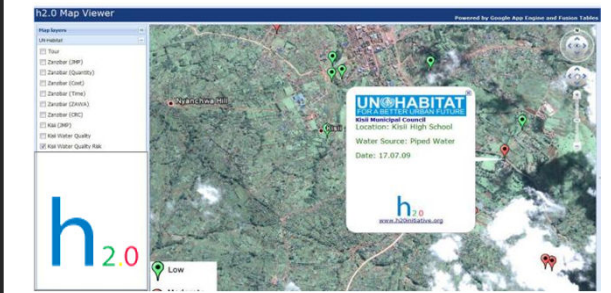 h2.0 Map Viewer
Powered by Google App Engine and Fusion Tables
Map layers
UN-Habitat
Tour
Zanzibar (JMP)
Zanzibar (Quantity)
Zanzibar (Cost)
Zanzibar (Time)
Zanzibar (ZAWA)
Zanzibar (CRC)
Kisii (JMP)
Kisii Water Quality
Kisii Water Quality Risk
Nyanchwa Hill
Kisii
UN HABITAT
FOR A BETTER URBAN FUTURE
Kisii Municipal Council
Location: Kisii High School
Water Source: Piped Water
Date: 17.07.09
h2.0
www.h20initiative.org
h2.0
Low